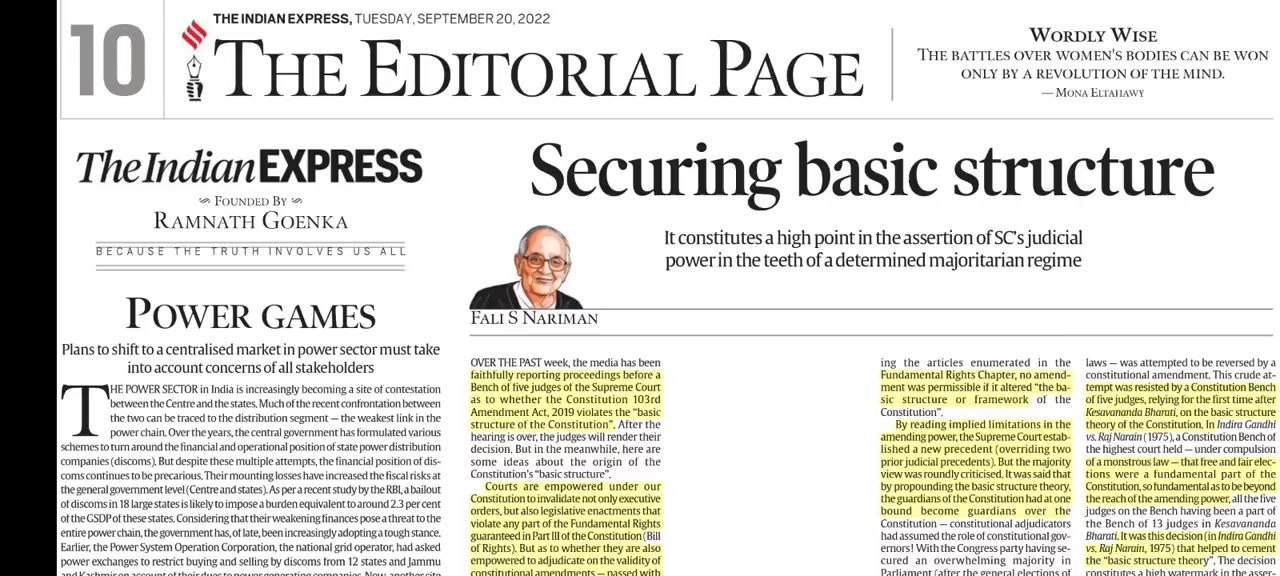 10
THE INDIAN EXPRESS, TUESDAY, SEPTEMBER 20, 2022
THE EDITORIAL PAGE
WORDLY WISE
THE BATTLES OVER WOMEN'S BODIES CAN BE WON
ONLY BY A REVOLUTION OF THE MIND.
— MONA ELTAHAWY
The Indian EXPRESS
FOUNDED BY
RAMNATH GOENKA
BECAUSE THE TRUTH INVOLVES US ALL
POWER GAMES
Plans to shift to a centralised market in power sector must take
into account concerns of all stakeholders
THE POWER SECTOR in India is increasingly becoming a site of contestation
between the Centre and the states. Much of the recent confrontation between
the two can be traced to the distribution segment — the weakest link in the
power chain. Over the years, the central government has formulated various
schemes to turn around the financial and operational position of state power distribution
companies (discoms). But despite these multiple attempts, the financial position of dis-
coms continues to be precarious. Their mounting losses have increased the fiscal risks at
the general government level (Centre and states). As per a recent study by the RBI, a bailout
of discoms in 18 large states is likely to impose a burden equivalent to around 2.3 per cent
of the GSDP of these states. Considering that their weakening finances pose a threat to the
entire power chain, the government has, of late, been increasingly adopting a tough stance.
Earlier, the Power System Operation Corporation, the national grid operator, had asked
power exchanges to restrict buying and selling by discoms from 12 states and Jammu
and Kashmir on account of their dues to power generating companies. Now, another site
Securing basic structure
It constitutes a high point in the assertion of SC's judicial
power in the teeth of a determined majoritarian regime
FALI S NARIMAN
OVER THE PAST week, the media has been
faithfully reporting proceedings before a
Bench of five judges of the Supreme Court
as to whether the Constitution 103rd
Amendment Act, 2019 violates the "basic
structure of the Constitution". After the
hearing is over, the judges will render their
decision. But in the meanwhile, here are
some ideas about the origin of the
Constitution's "basic structure".
Courts are empowered under our
Constitution to invalidate not only executive
orders, but also legislative enactments that
violate any part of the Fundamental Rights
guaranteed in Part III of the Constitution (Bill
of Rights). But as to whether they are also
empowered to adjudicate on the validity of
constitutional amendments — passed with
ing the articles enumerated in the
Fundamental Rights Chapter, no amend-
ment was permissible if it altered "the ba-
sic structure or framework of the
Constitution".
By reading implied limitations in the
amending power, the Supreme Court estab-
lished a new precedent (overriding two
prior judicial precedents). But the majority
view was roundly criticised. It was said that
by propounding the basic structure theory,
the guardians of the Constitution had at one
bound become guardians over the
Constitution — constitutional adjudicators
had assumed the role of constitutional gov-
ernors! With the Congress party having se-
cured an overwhelming majority in
Parliament (after the general elections of
laws — was attempted to be reversed by a
constitutional amendment. This crude at-
tempt was resisted by a Constitution Bench
of five judges, relying for the first time after
Kesavananda Bharati, on the basic structure
theory of the Constitution. In Indira Gandhi
vs. Raj Narain (1975), a Constitution Bench of
the highest court held — under compulsion
of a monstrous law — that free and fair elec-
tions were a fundamental part of the
Constitution, so fundamental as to be beyond
the reach of the amending power, all the five
judges on the Bench having been a part of
the Bench of 13 judges in Kesavananda
Bharati. It was this decision (in Indira Gandhi
vs. Raj Narain, 1975) that helped to cement
the "basic structure theory". The decision
constitutes a high watermark in the asser-